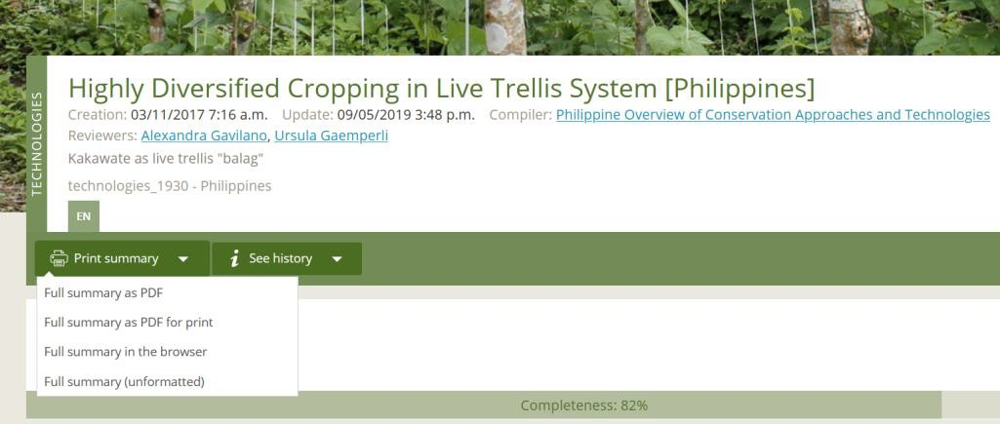 TECHNOLOGIES
Highly Diversified Cropping in Live Trellis System [Philippines]
Creation: 03/11/2017 7:16 a.m. Update: 09/05/2019 3:48 p.m. Compiler: Philippine Overview of Conservation Approaches and Technologies
Reviewers: Alexandra Gavilano, Ursula Gaemperli
Kakawate as live trellis "balag"
technologies_1930 - Philippines
EN
Print summary See history
Full summary as PDF
Full summary as PDF for print
Full summary in the browser
Full summary (unformatted)
Completeness: 82%